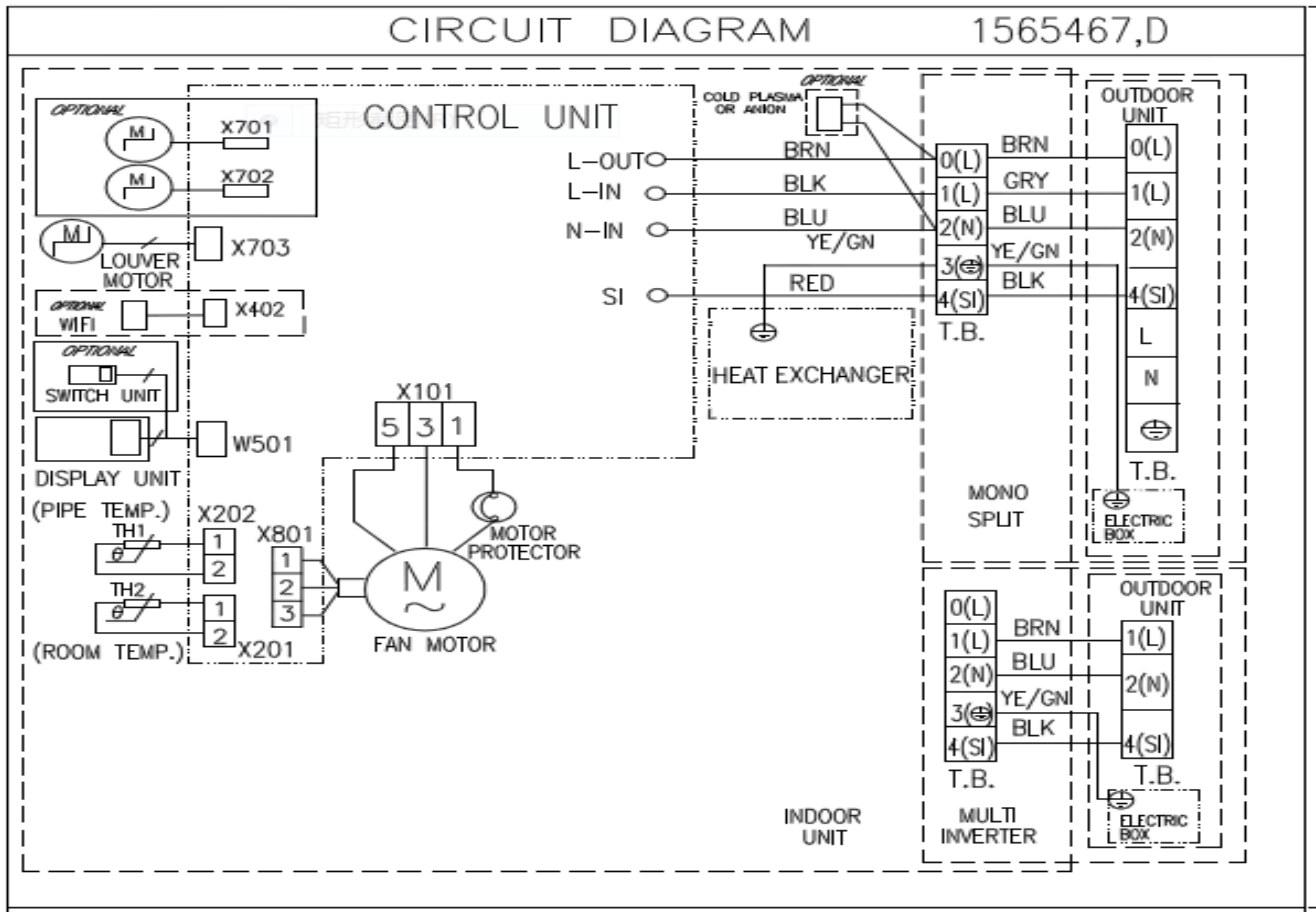 CIRCUIT DIAGRAM 1565467,D
OPTIONAL
M
X701
M
X702
M
LOUVER
MOTOR
X703
OPTIONAL
WIFI
X402
OPTIONAL
SWITCH UNIT
W501
DISPLAY UNIT
(PIPE TEMP.)
TH1
θ
X202
1
2
TH2
θ
1
2
X201
(ROOM TEMP.)
X801
1
2
3
CONTROL UNIT
L-OUT
L-IN
N-IN
SI
X101
5 3 1
MOTOR
PROTECTOR
M
~
FAN MOTOR
OPTIONAL
COLD PLASMA
OR ANION
BRN
BLK
BLU
YE/GN
RED
HEAT EXCHANGER
0(L)
1(L)
2(N)
3(⏚)
4(SI)
T.B.
BRN
GRY
BLU
YE/GN
BLK
MONO
SPLIT
OUTDOOR
UNIT
0(L)
1(L)
2(N)
4(SI)
L
N
T.B.
ELECTRIC
BOX
0(L)
1(L)
2(N)
3(⏚)
4(SI)
T.B.
BRN
BLU
YE/GN
BLK
MULTI
INVERTER
OUTDOOR
UNIT
1(L)
2(N)
4(SI)
T.B.
ELECTRIC
BOX
INDOOR
UNIT